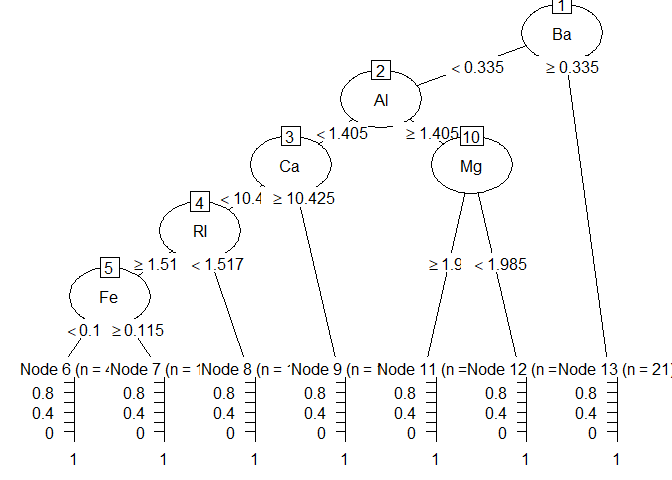 1
Ba
< 0.335 ≥ 0.335
2
Al
< 1.405 ≥ 1.405
3 10
Ca Mg
< 10.4 ≥ 10.425
4
RI
≥ 1.51 < 1.517 ≥ 1.9 < 1.985
5
Fe
< 0.1 ≥ 0.115
Node 6 (n = Node 7 (n = Node 8 (n = Node 9 (n = Node 11 (n = Node 12 (n = Node 13 (n = 21)
0.8 0.8 0.8 0.8 0.8 0.8 0.8
0.4 0.4 0.4 0.4 0.4 0.4 0.4
0 0 0 0 0 0 0
1 1 1 1 1 1 1